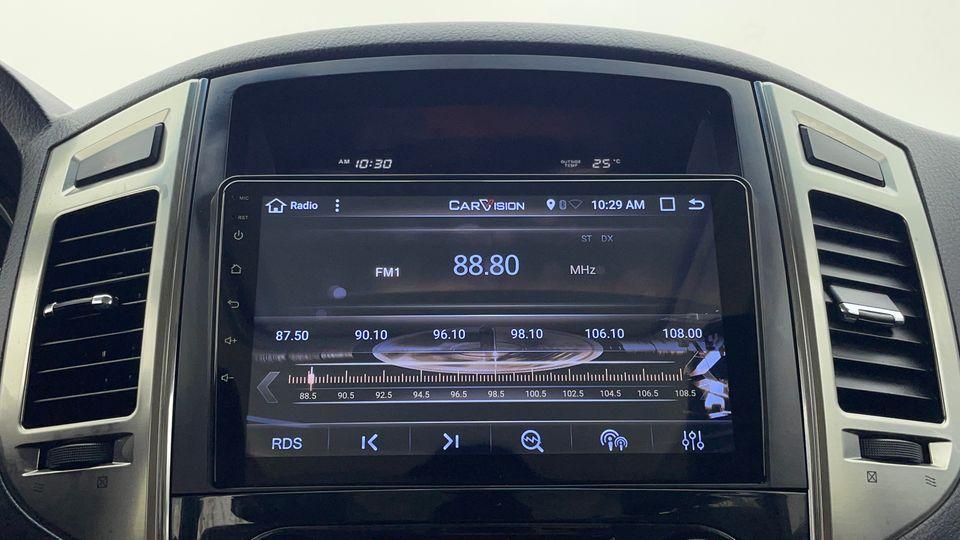 AM 10:30
OUTSIDE TEMP 25 °C
MIC
RST
Radio
CARVISION
10:29 AM
ST DX
FM1 88.80 MHz
87.50 90.10 96.10 98.10 106.10 108.00
88.5 90.5 92.5 94.5 96.5 98.5 100.5 102.5 104.5 106.5 108.5
RDS